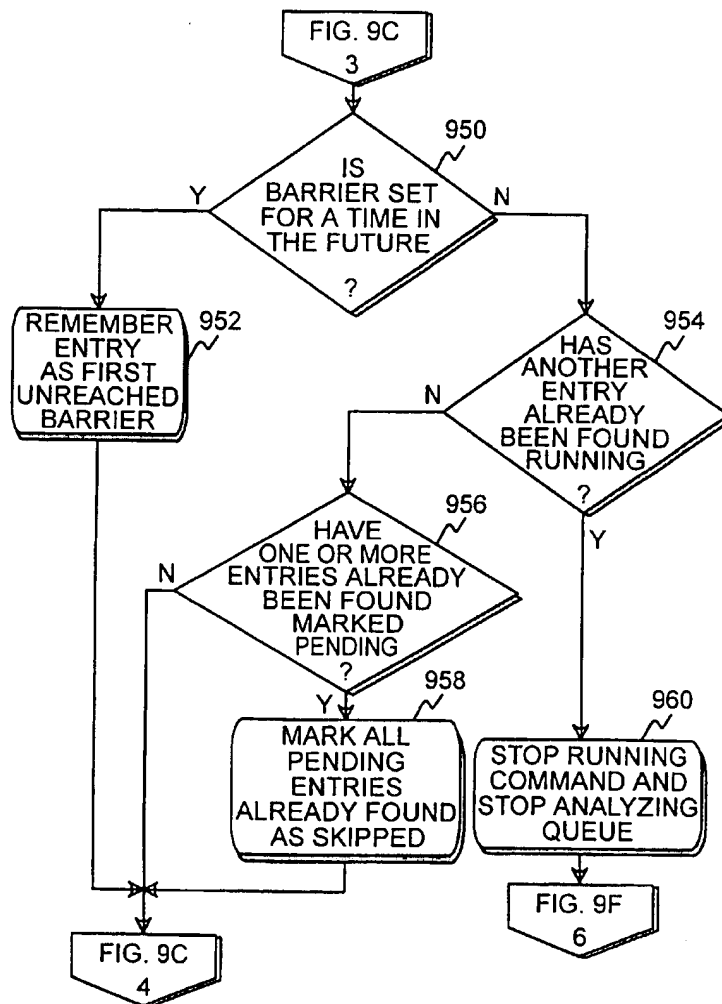 FIG. 9C
3
950
IS
BARRIER SET
FOR A TIME IN
THE FUTURE
?
Y
N
REMEMBER
ENTRY
AS FIRST
UNREACHED
BARRIER
952
954
HAS
ANOTHER
ENTRY
ALREADY
BEEN FOUND
RUNNING
?
N
Y
956
HAVE
ONE OR MORE
ENTRIES ALREADY
BEEN FOUND
MARKED
PENDING
?
N
Y
958
MARK ALL
PENDING
ENTRIES
ALREADY FOUND
AS SKIPPED
960
STOP RUNNING
COMMAND AND
STOP ANALYZING
QUEUE
FIG. 9F
6
FIG. 9C
4